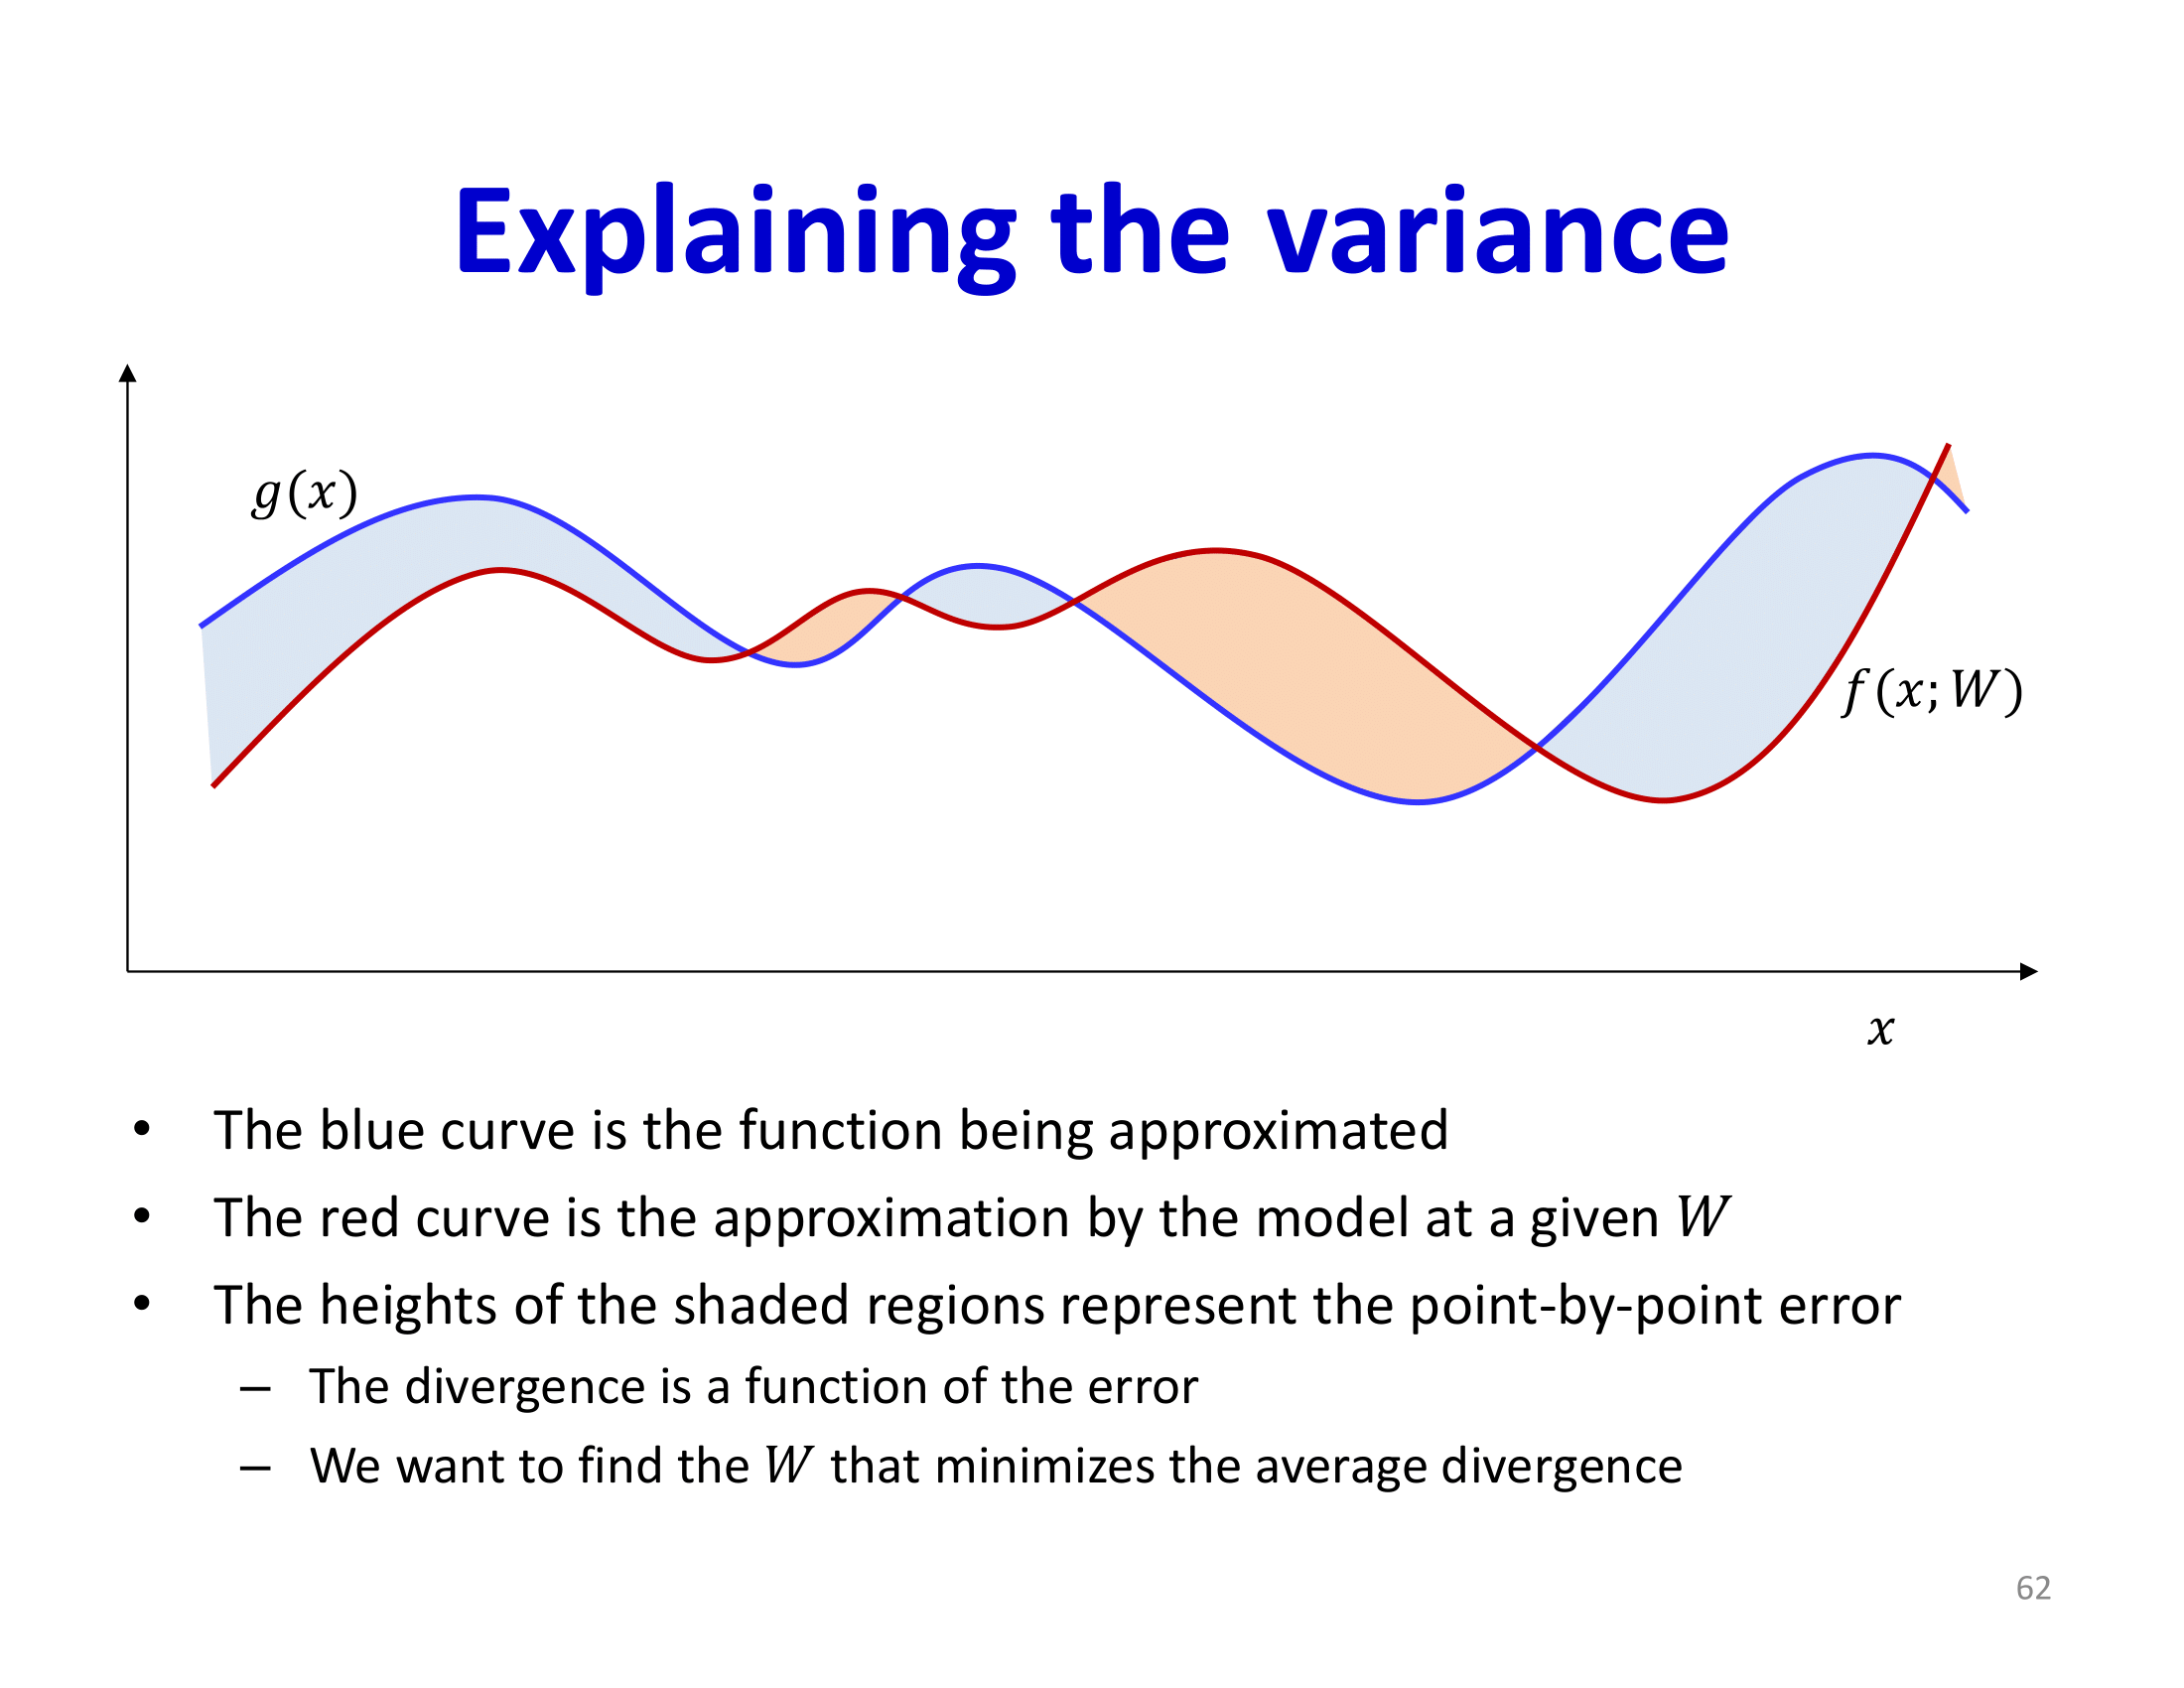 Explaining the variance
g(x)
f(x;W)
x
• The blue curve is the function being approximated
• The red curve is the approximation by the model at a given W
• The heights of the shaded regions represent the point-by-point error
– The divergence is a function of the error
– We want to find the W that minimizes the average divergence
62